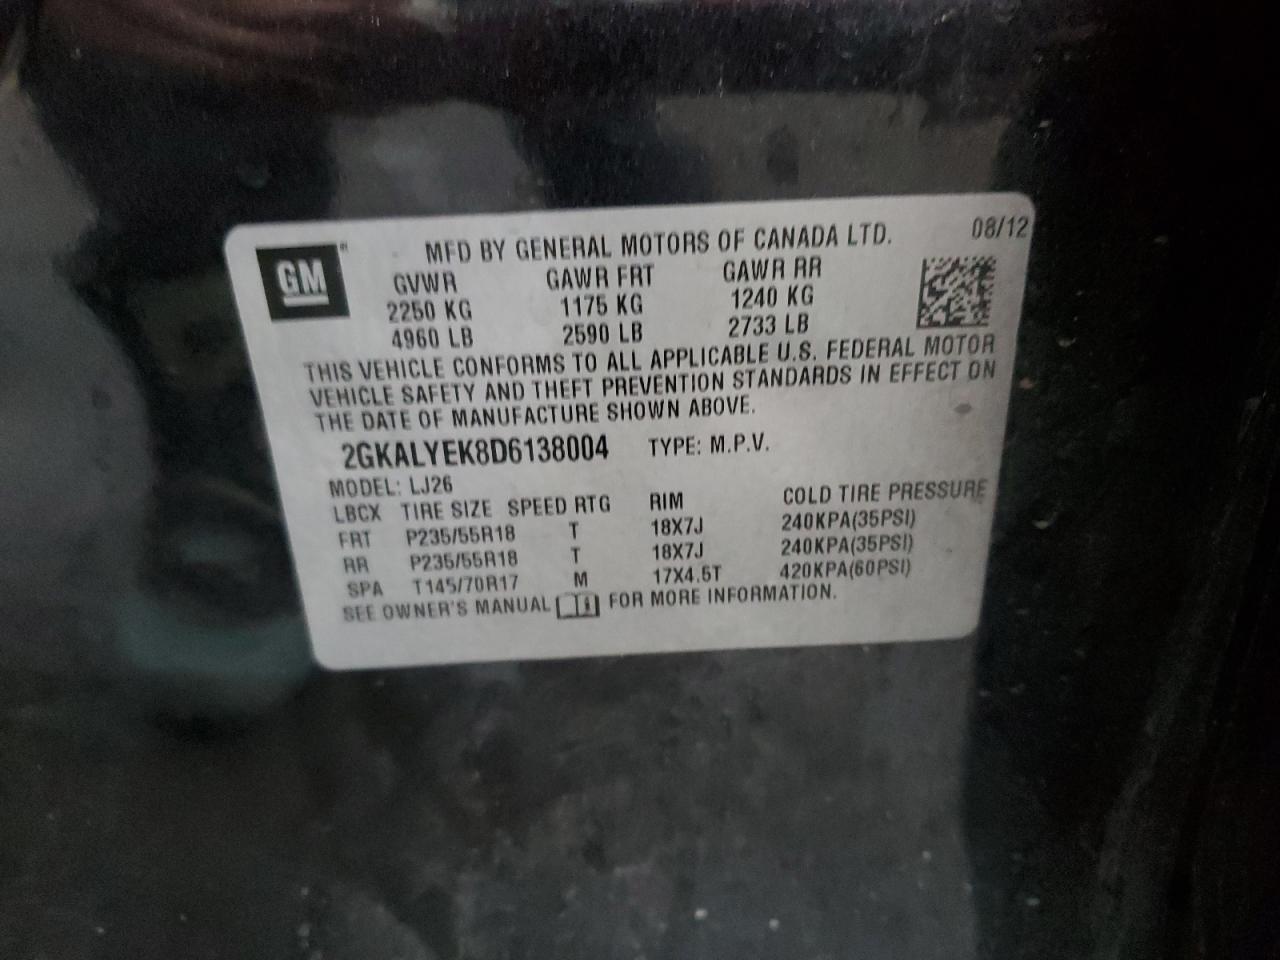 GM
MFD BY GENERAL MOTORS OF CANADA LTD. 08/12
GVWR GAWR FRT GAWR RR
2250 KG 1175 KG 1240 KG
4960 LB 2590 LB 2733 LB
THIS VEHICLE CONFORMS TO ALL APPLICABLE U.S. FEDERAL MOTOR
VEHICLE SAFETY AND THEFT PREVENTION STANDARDS IN EFFECT ON
THE DATE OF MANUFACTURE SHOWN ABOVE.
2GKALYEK8D6138004 TYPE: M.P.V.
MODEL: LJ26
LBCX TIRE SIZE SPEED RTG RIM COLD TIRE PRESSURE
FRT P235/55R18 T 18X7J 240KPA(35PSI)
RR P235/55R18 T 18X7J 240KPA(35PSI)
SPA T145/70R17 M 17X4.5T 420KPA(60PSI)
SEE OWNER'S MANUAL FOR MORE INFORMATION.